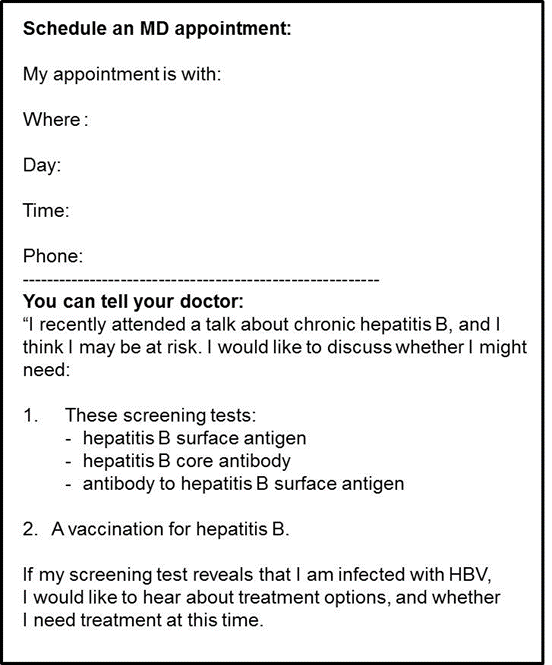 Schedule an MD appointment:
My appointment is with:
Where :
Day:
Time:
Phone:
-----------------------------------------------------------
You can tell your doctor:
“I recently attended a talk about chronic hepatitis B, and I
think I may be at risk. I would like to discuss whether I might
need:
1. These screening tests:
- hepatitis B surface antigen
- hepatitis B core antibody
- antibody to hepatitis B surface antigen
2. A vaccination for hepatitis B.
If my screening test reveals that I am infected with HBV,
I would like to hear about treatment options, and whether
I need treatment at this time.